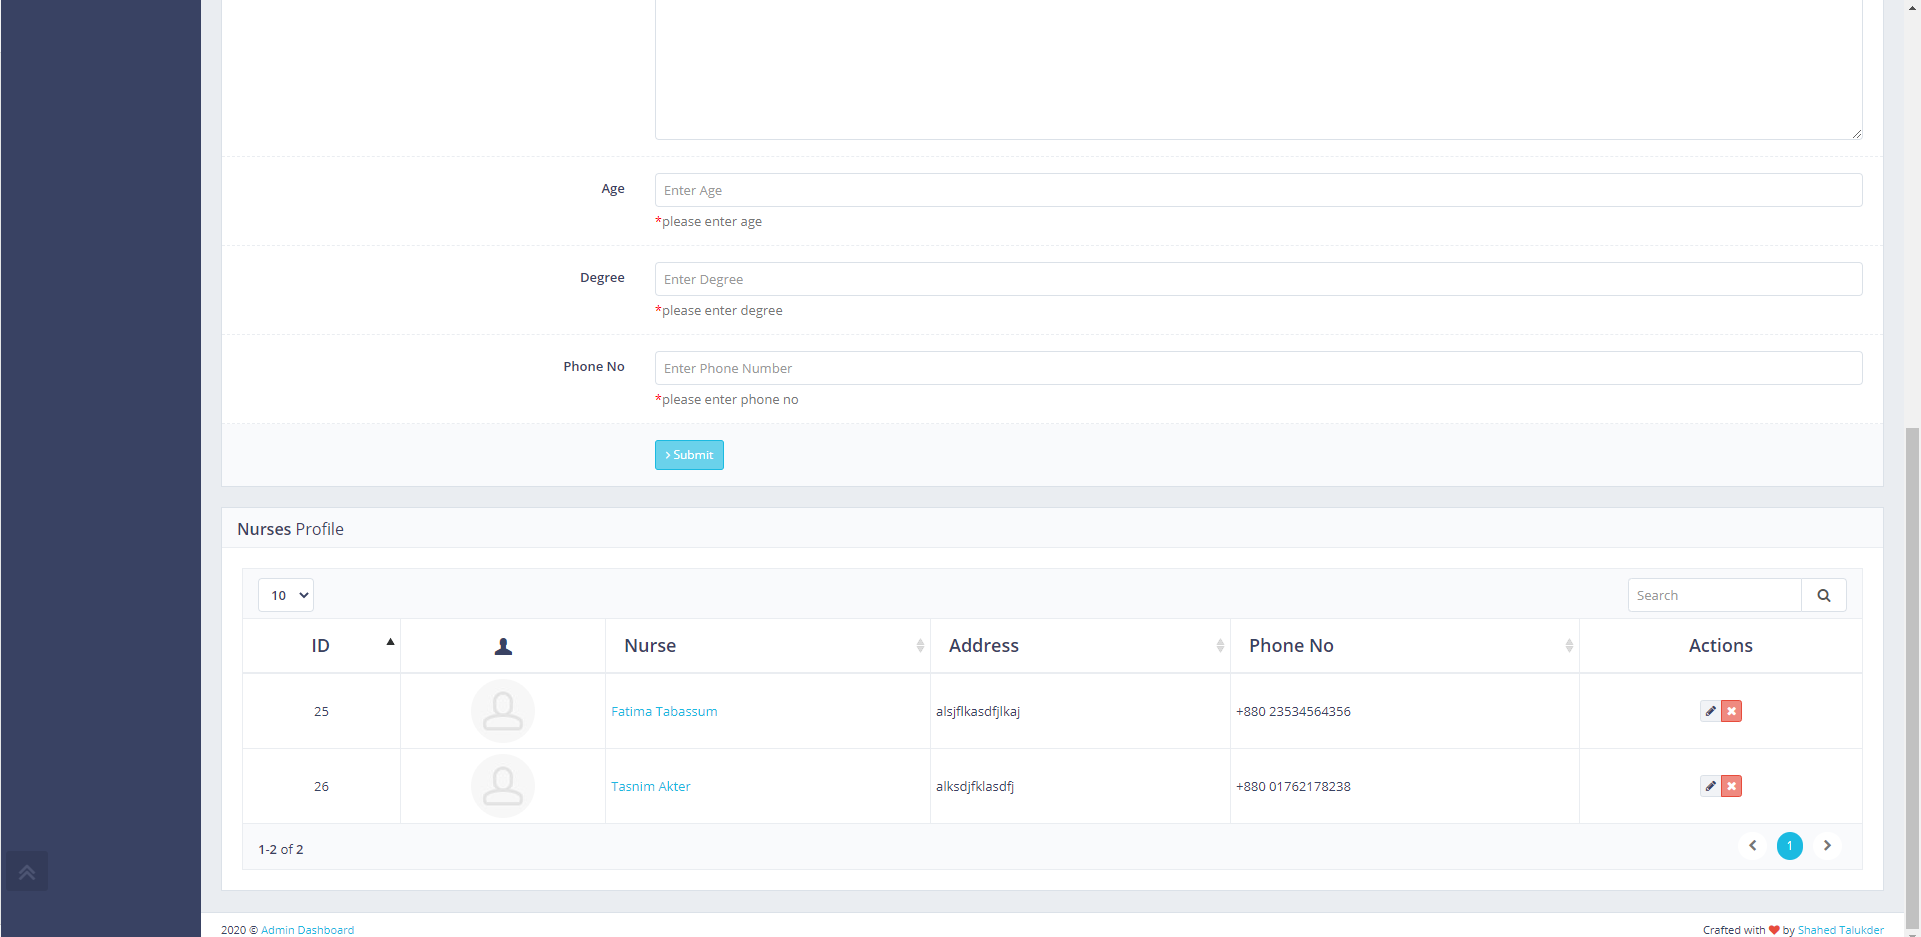 Age
Enter Age
*please enter age
Degree
Enter Degree
*please enter degree
Phone No
Enter Phone Number
*please enter phone no
Submit
Nurses Profile
10
Search
ID Nurse Address Phone No Actions
25 Fatima Tabassum alsjflkasdfjlkaj +880 23534564356
26 Tasnim Akter alksdjfklasdfj +880 01762178238
1-2 of 2
1
2020 © Admin Dashboard
Crafted with ❤ by Shahed Talukder